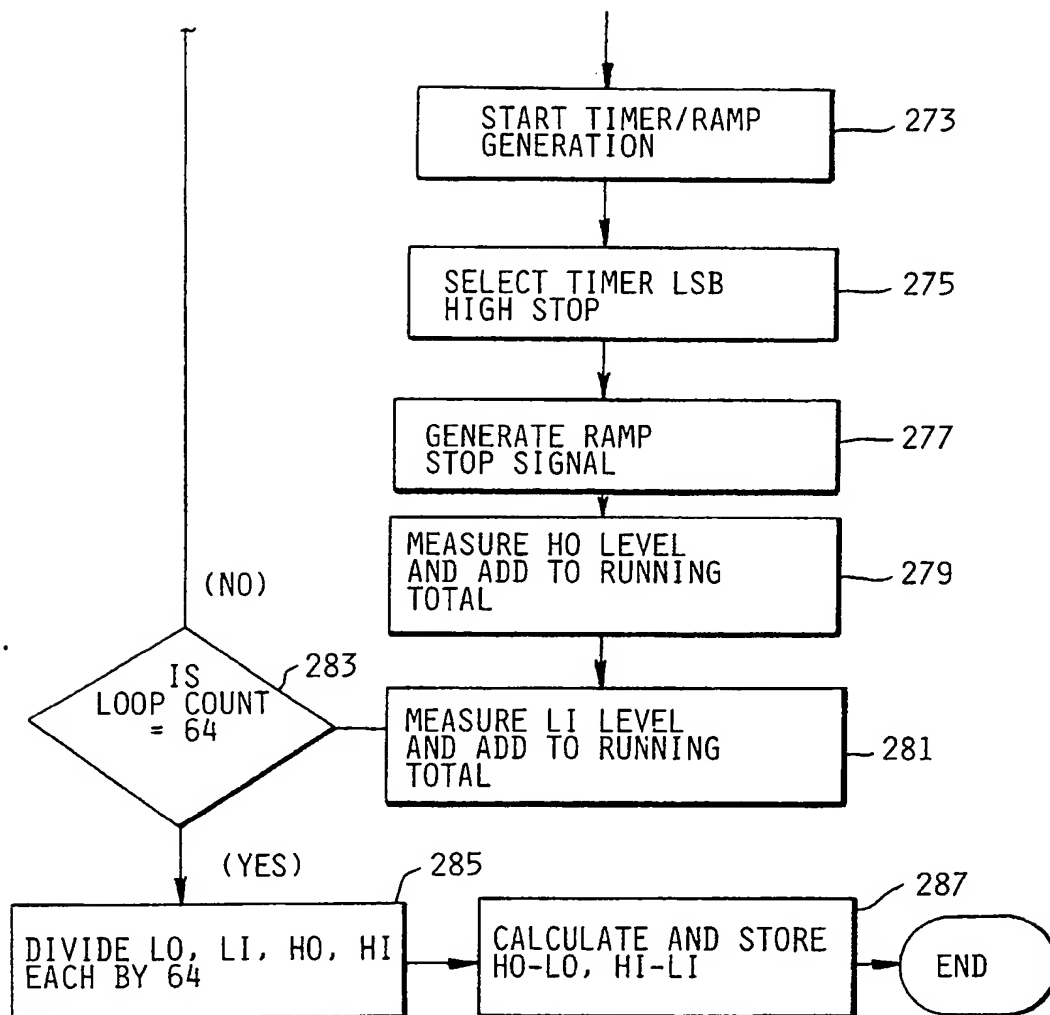 START TIMER/RAMP
GENERATION
273
SELECT TIMER LSB
HIGH STOP
275
GENERATE RAMP
STOP SIGNAL
277
MEASURE HO LEVEL
AND ADD TO RUNNING
TOTAL
279
(NO)
IS
LOOP COUNT
= 64
283
MEASURE LI LEVEL
AND ADD TO RUNNING
TOTAL
281
(YES)
285
DIVIDE LO, LI, HO, HI
EACH BY 64
287
CALCULATE AND STORE
HO-LO, HI-LI
END